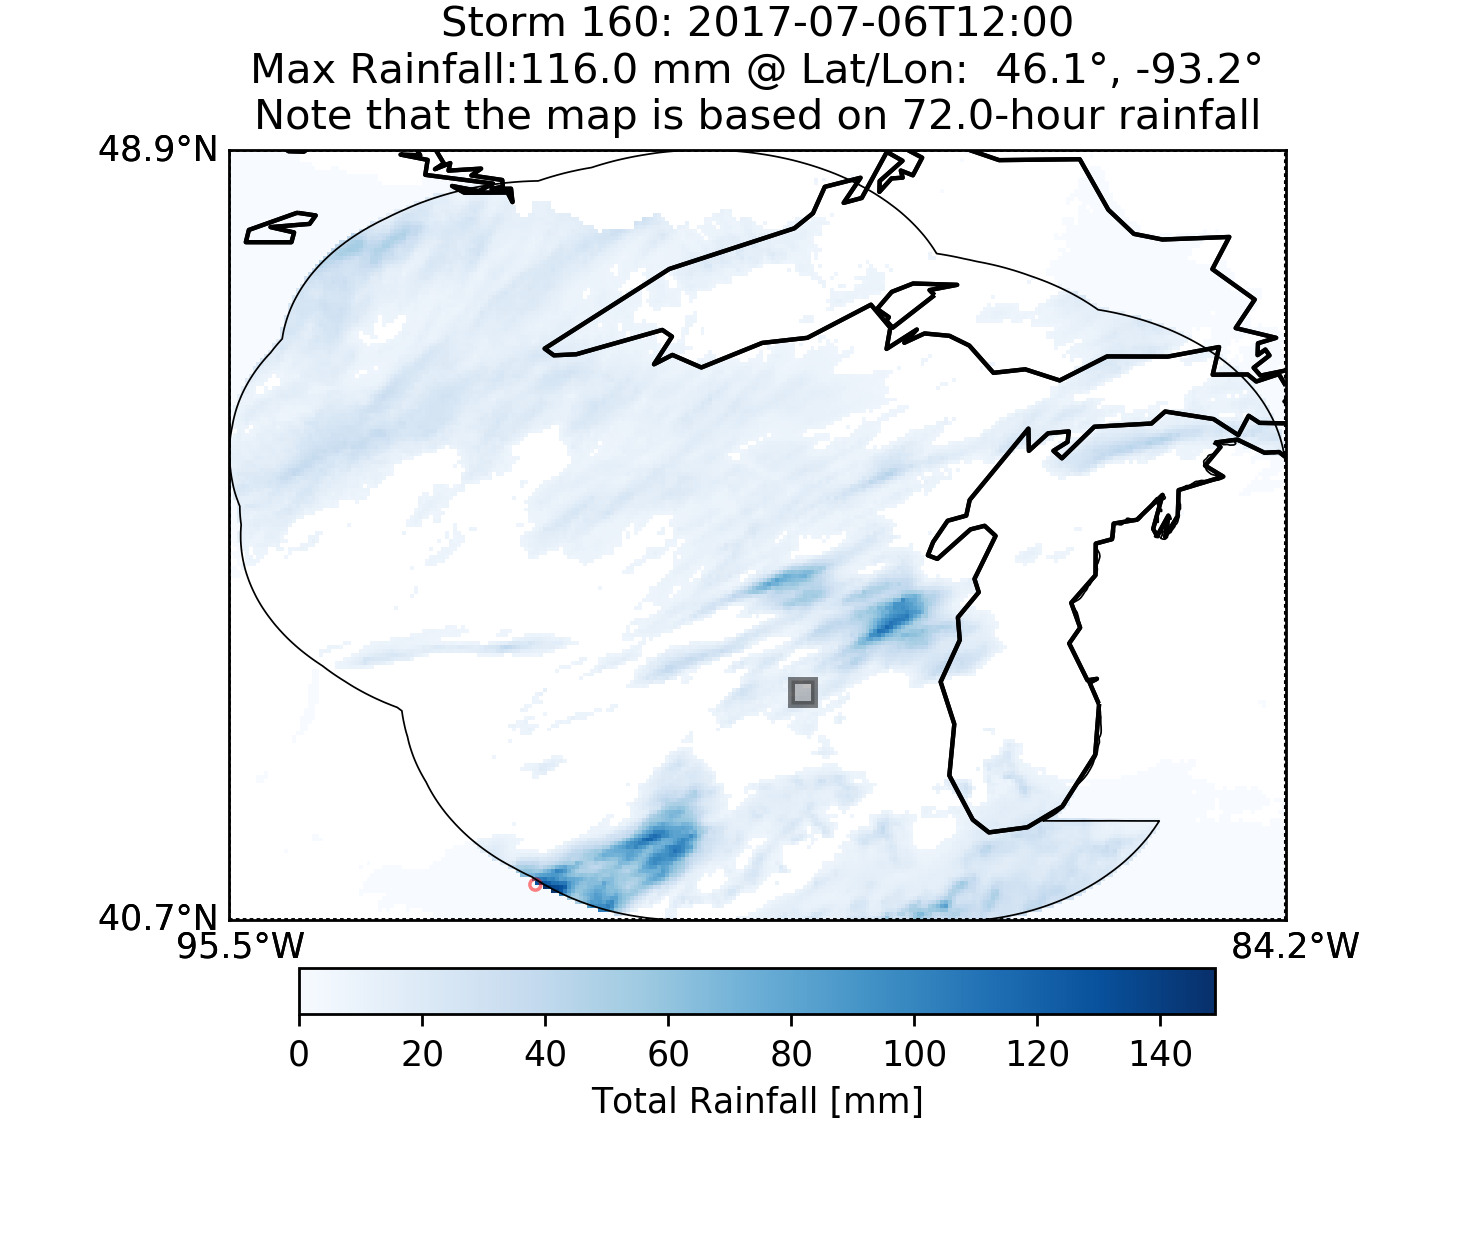 Storm 160: 2017-07-06T12:00
Max Rainfall:116.0 mm @ Lat/Lon:  46.1°, -93.2°
Note that the map is based on 72.0-hour rainfall
48.9°N
40.7°N
95.5°W 84.2°W
0 20 40 60 80 100 120 140
Total Rainfall [mm]